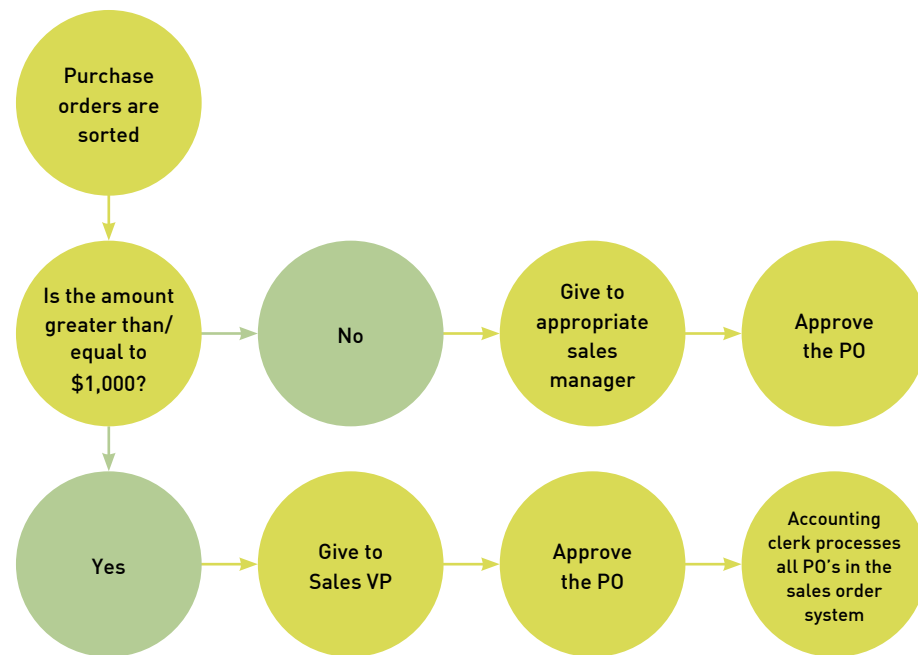 Purchase
orders are
sorted
Is the amount
greater than/
equal to
$1,000?
No
Give to
appropriate
sales
manager
Approve
the PO
Yes
Give to
Sales VP
Approve
the PO
Accounting
clerk processes
all PO’s in the
sales order
system